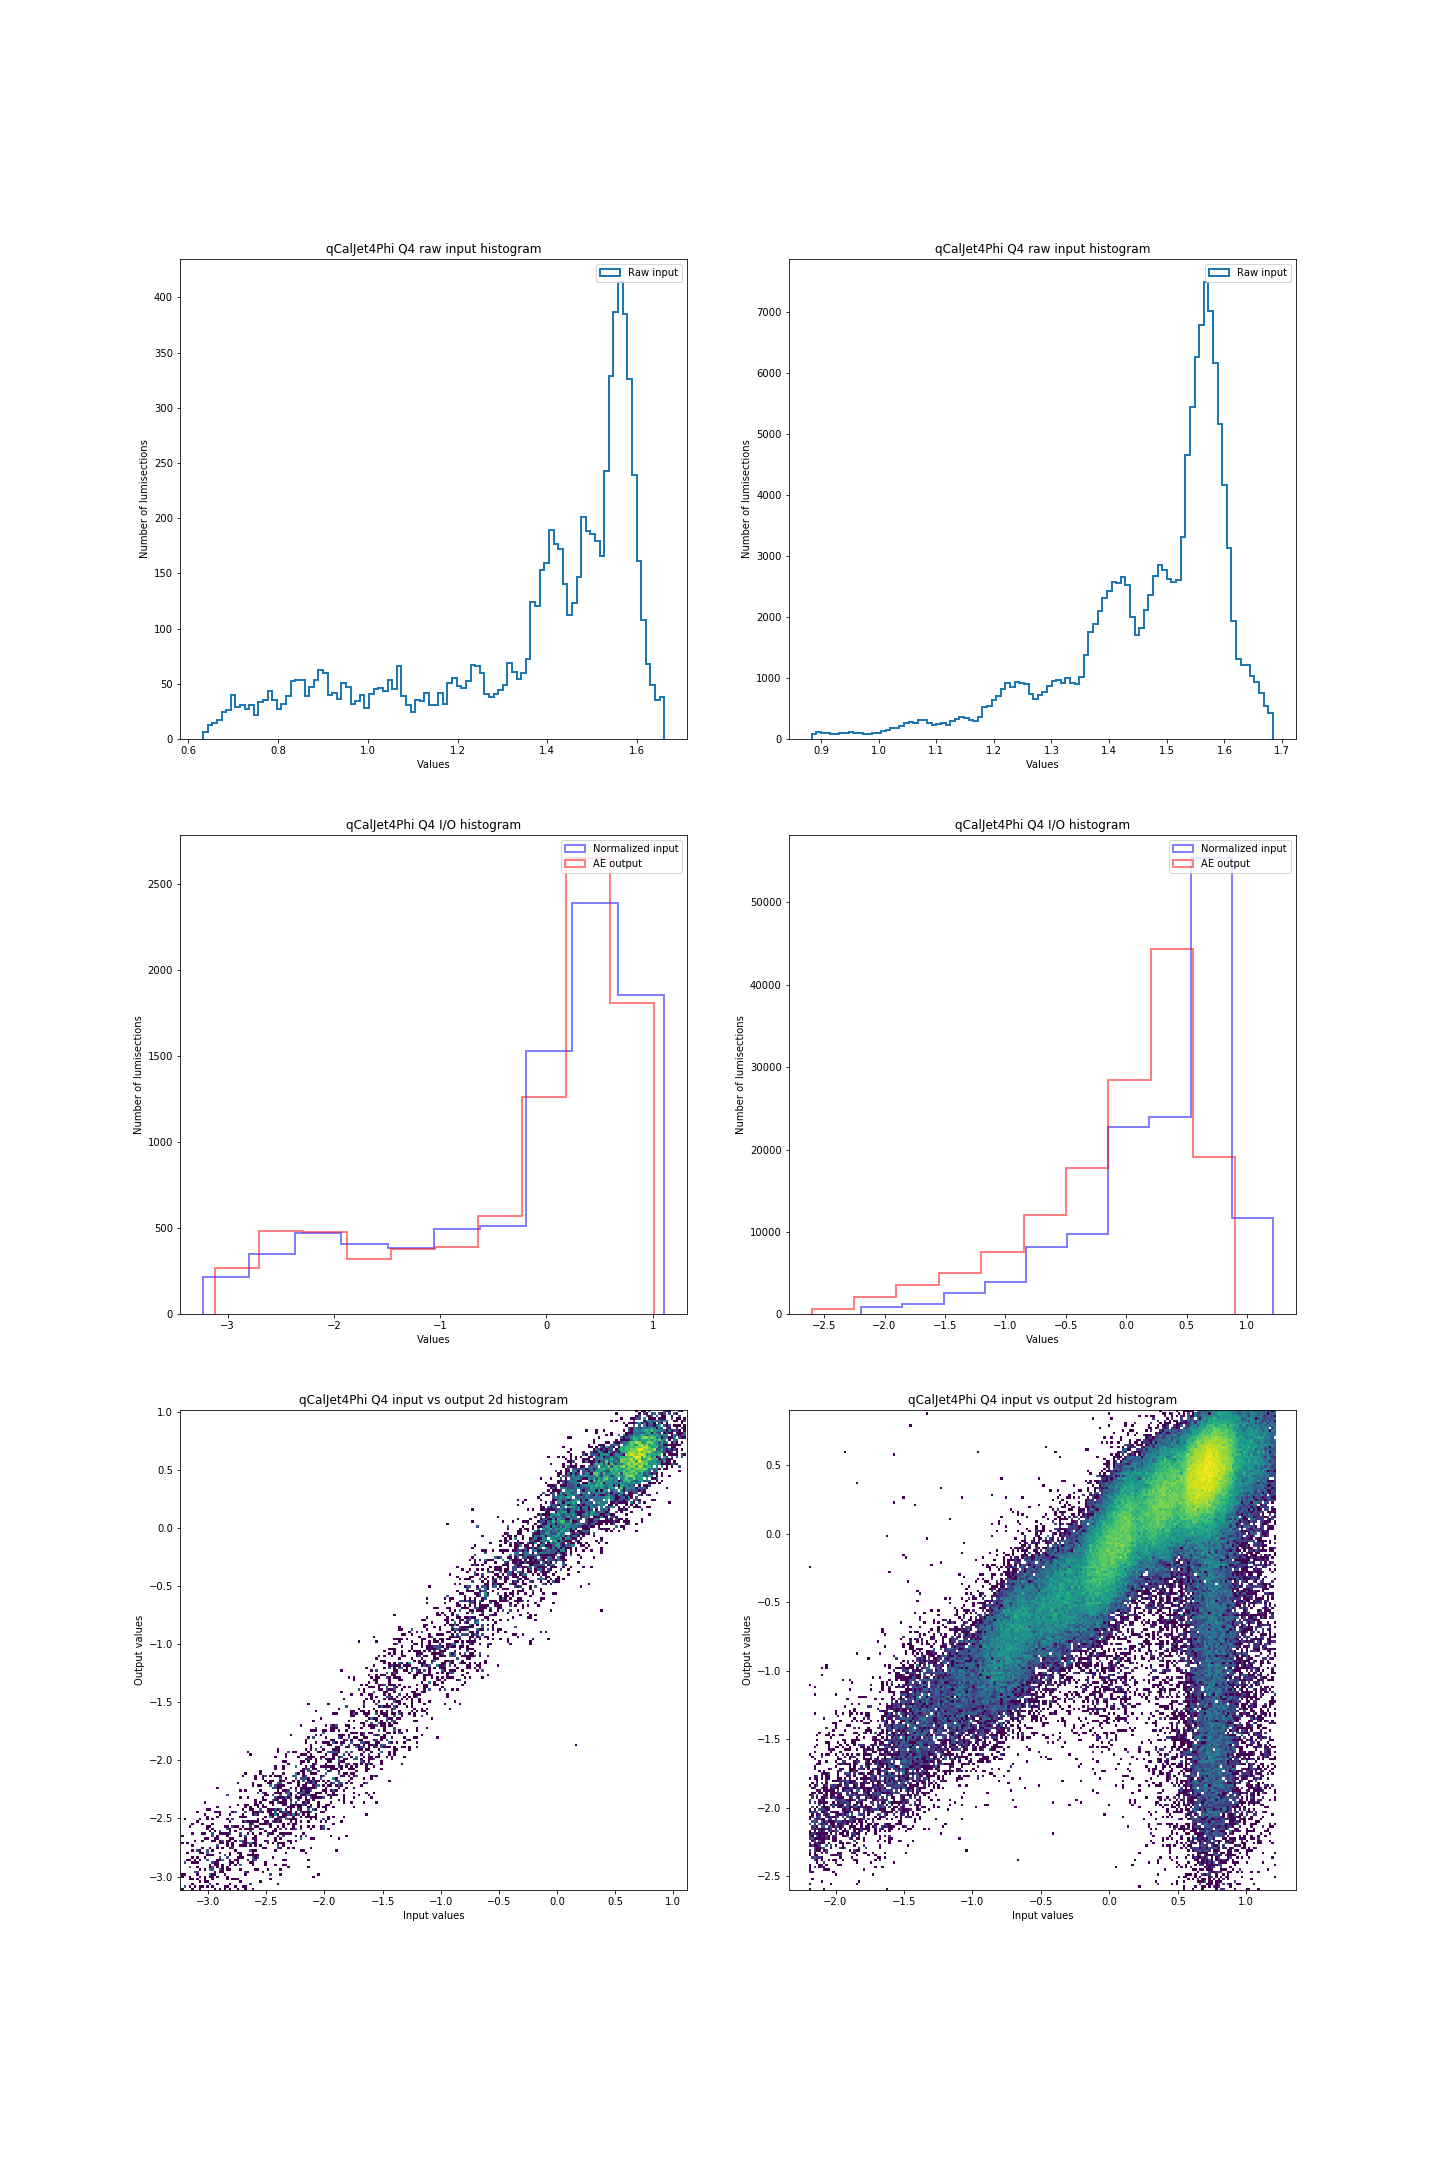 qCalJet4Phi Q4 raw input histogram
Raw input
Number of lumisections
400
350
300
250
200
150
100
50
0
0.6 0.8 1.0 1.2 1.4 1.6
Values
qCalJet4Phi Q4 raw input histogram
Raw input
Number of lumisections
7000
6000
5000
4000
3000
2000
1000
0
0.9 1.0 1.1 1.2 1.3 1.4 1.5 1.6 1.7
Values
qCalJet4Phi Q4 I/O histogram
Normalized input
AE output
Number of lumisections
2500
2000
1500
1000
500
0
−3 −2 −1 0 1
Values
qCalJet4Phi Q4 I/O histogram
Normalized input
AE output
Number of lumisections
50000
40000
30000
20000
10000
0
−2.5 −2.0 −1.5 −1.0 −0.5 0.0 0.5 1.0
Values
qCalJet4Phi Q4 input vs output 2d histogram
Output values
1.0
0.5
0.0
−0.5
−1.0
−1.5
−2.0
−2.5
−3.0
−3.0 −2.5 −2.0 −1.5 −1.0 −0.5 0.0 0.5 1.0
Input values
qCalJet4Phi Q4 input vs output 2d histogram
Output values
0.5
0.0
−0.5
−1.0
−1.5
−2.0
−2.5
−2.0 −1.5 −1.0 −0.5 0.0 0.5 1.0
Input values